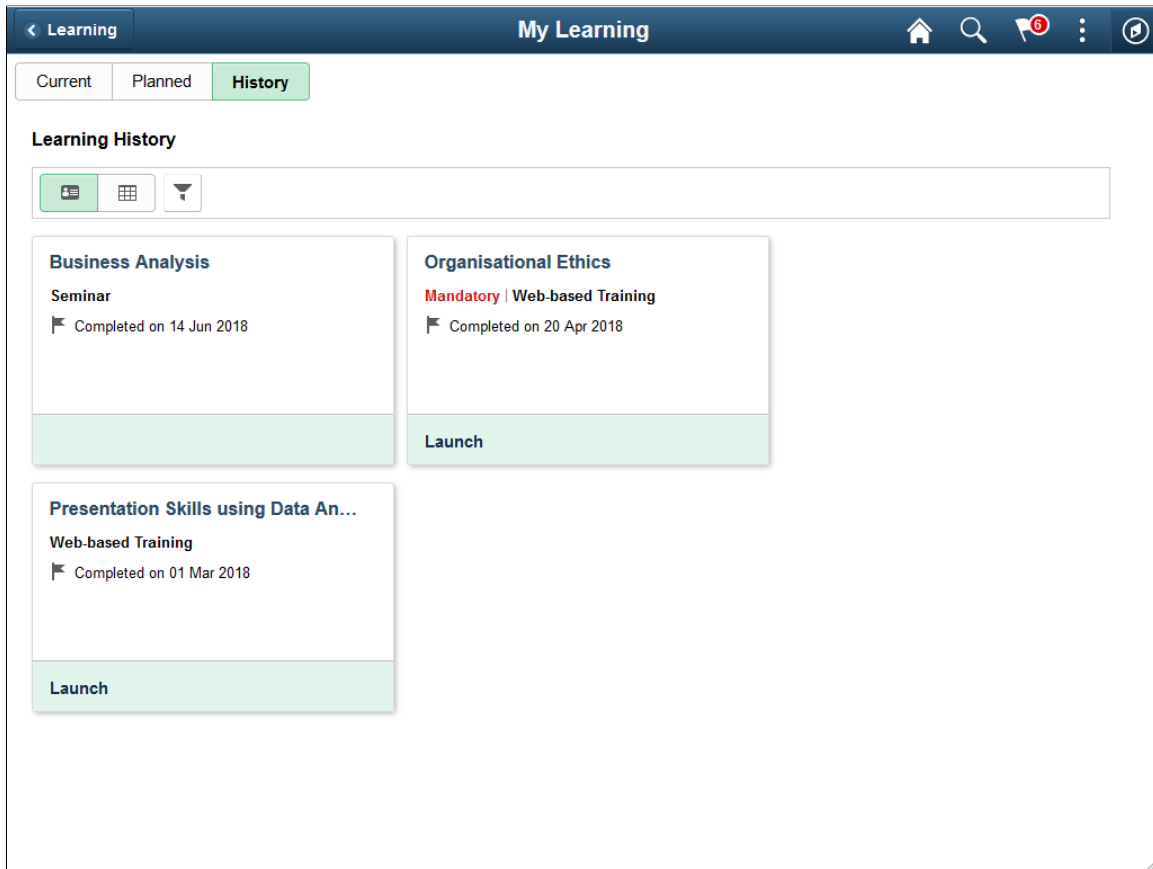 Learning
My Learning
6
Current
Planned
History
Learning History
Business Analysis
Seminar
Completed on 14 Jun 2018
Organisational Ethics
Mandatory | Web-based Training
Completed on 20 Apr 2018
Launch
Presentation Skills using Data An...
Web-based Training
Completed on 01 Mar 2018
Launch